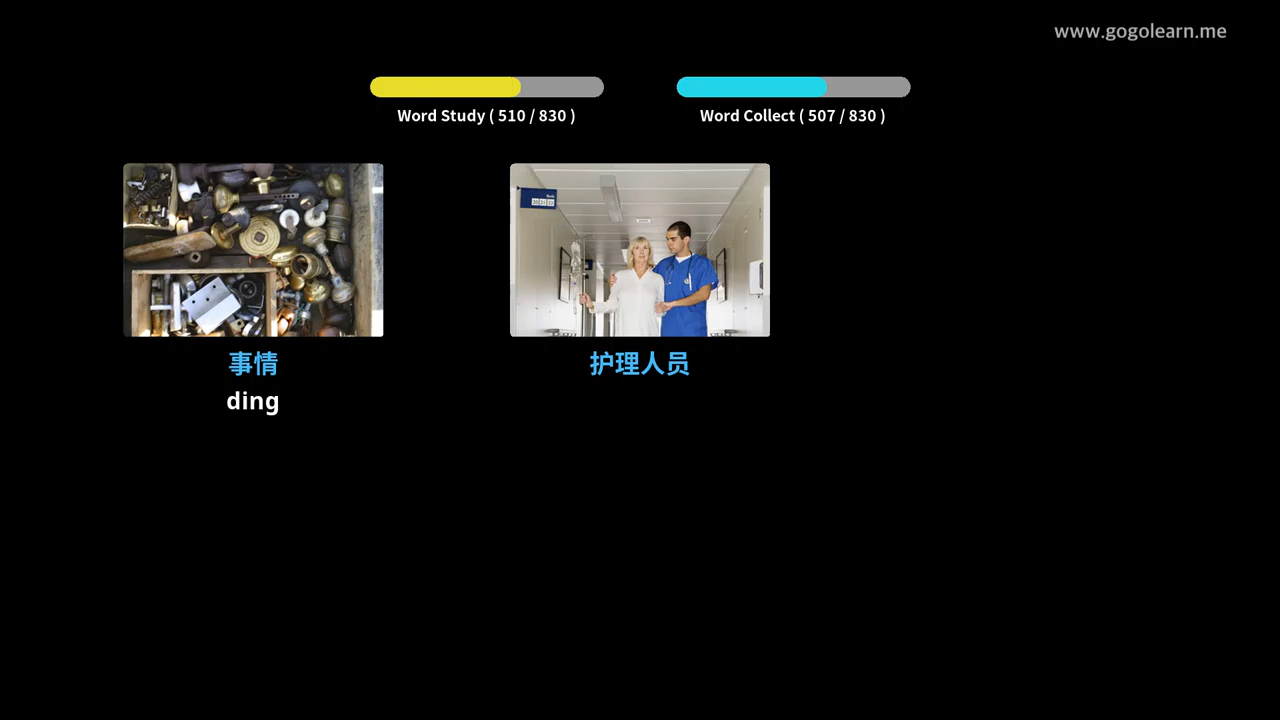 www.gogolearn.me
Word Study ( 510 / 830 )
Word Collect ( 507 / 830 )
事情
ding
护理人员